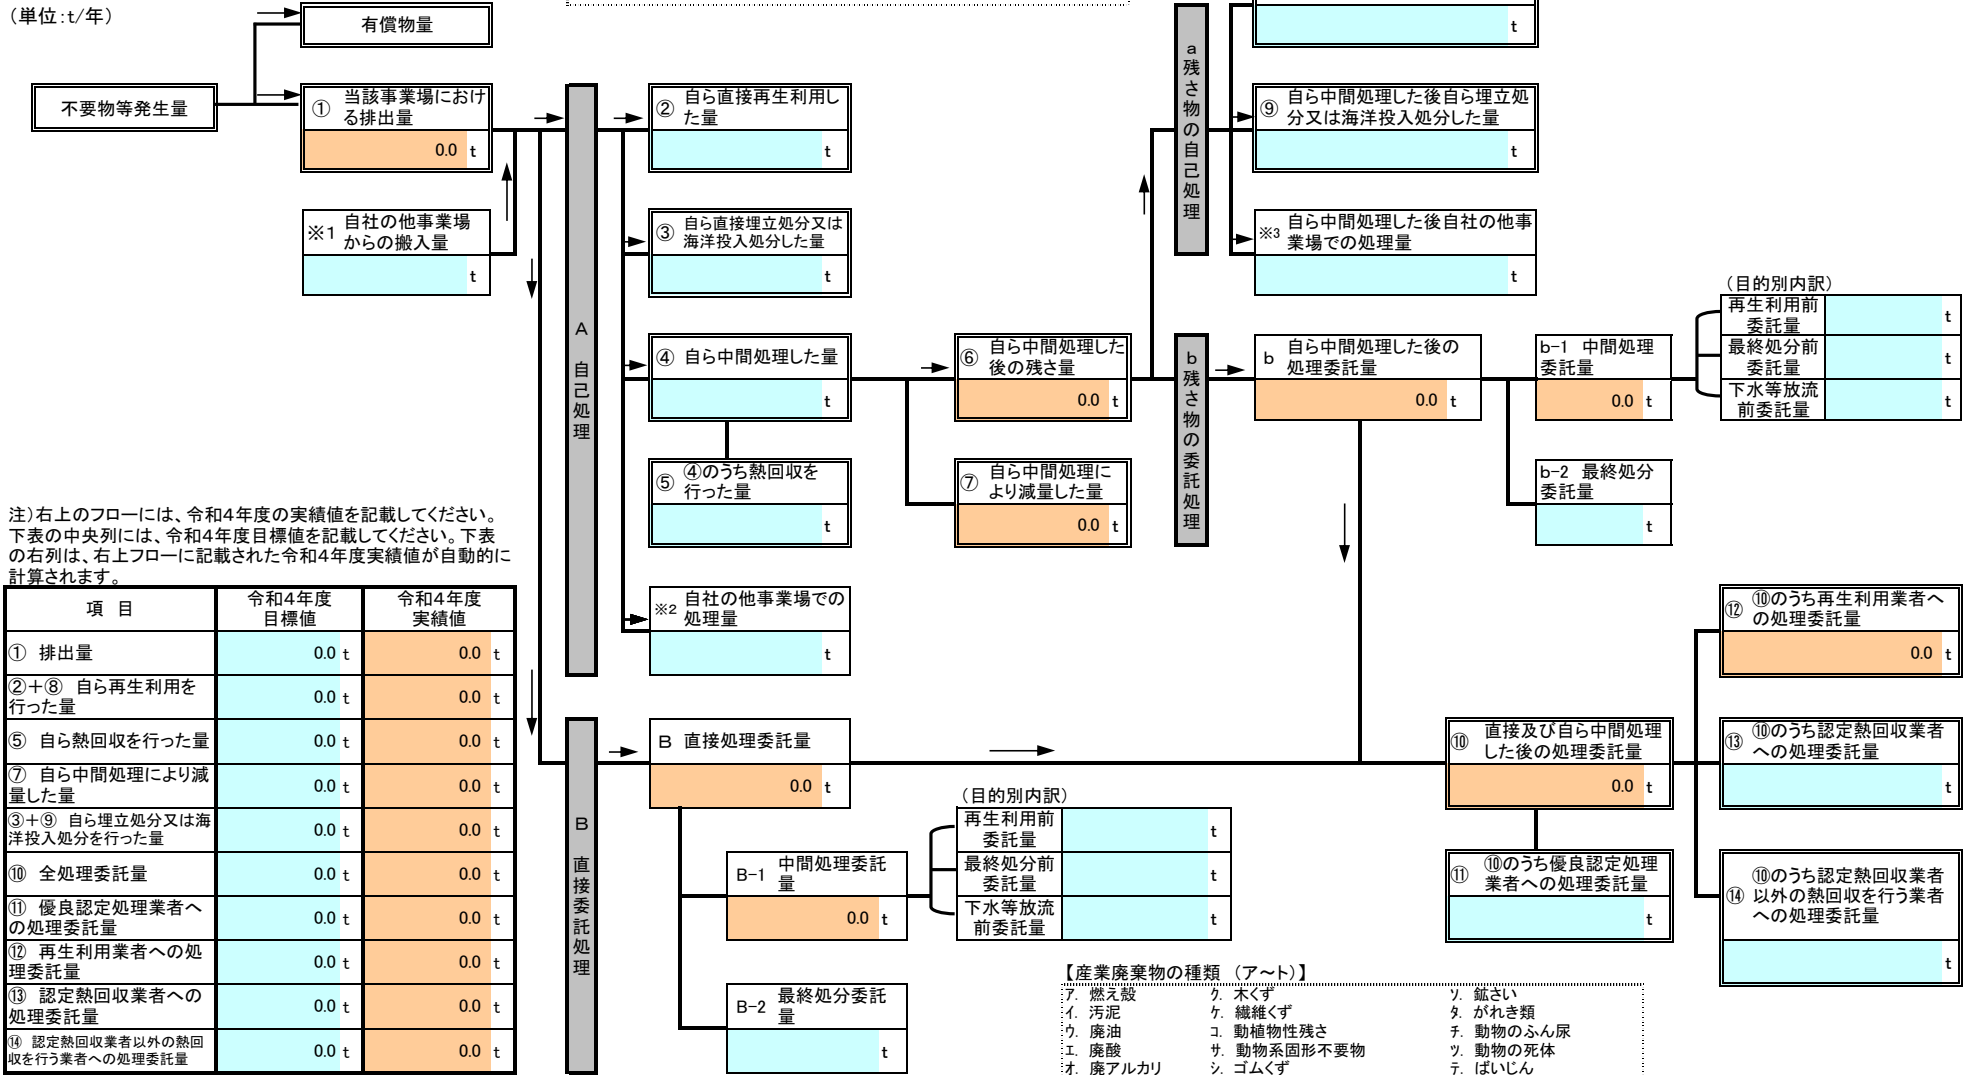 (単位:t/年)
有償物量
不要物等発生量
① 当該事業場におけ
る排出量
0.0 t
※1 自社の他事業場
からの搬入量
t
A 自己処理
② 自ら直接再生利用し
た量
t
③ 自ら直接埋立処分又は
海洋投入処分した量
t
④ 自ら中間処理した量
t
⑤ ④のうち熱回収を
行った量
t
※2 自社の他事業場での
処理量
t
⑥ 自ら中間処理した
後の残さ量
0.0 t
⑦ 自ら中間処理に
より減量した量
0.0 t
a 残さ物の自己処理
t
⑨ 自ら中間処理した後自ら埋立処
分又は海洋投入処分した量
t
※3 自ら中間処理した後自社の他事
業場での処理量
t
b 残さ物の委託処理
b 自ら中間処理した後の
処理委託量
0.0 t
b-1 中間処理
委託量
0.0 t
b-2 最終処分
委託量
t
(目的別内訳)
再生利用前
委託量
t
最終処分前
委託量
t
下水等放流
前委託量
t
注)右上のフローには、令和4年度の実績値を記載してください。
下表の中央列には、令和4年度目標値を記載してください。下表
の右列は、右上フローに記載された令和4年度実績値が自動的に
計算されます。
項 目
令和4年度
目標値
令和4年度
実績値
① 排出量 0.0 t 0.0 t
②+⑧ 自ら再生利用を
行った量 0.0 t 0.0 t
⑤ 自ら熱回収を行った量 0.0 t 0.0 t
⑦ 自ら中間処理により減
量した量 0.0 t 0.0 t
③+⑨ 自ら埋立処分又は海
洋投入処分を行った量 0.0 t 0.0 t
⑩ 全処理委託量 0.0 t 0.0 t
⑪ 優良認定処理業者へ
の処理委託量 0.0 t 0.0 t
⑫ 再生利用業者への処
理委託量 0.0 t 0.0 t
⑬ 認定熱回収業者への
処理委託量 0.0 t 0.0 t
⑭ 認定熱回収業者以外の熱回
収を行う業者への処理委託量 0.0 t 0.0 t
B 直接委託処理
B 直接処理委託量
0.0 t
B-1 中間処理委託
量
0.0 t
B-2 最終処分委託
量
t
(目的別内訳)
再生利用前
委託量
t
最終処分前
委託量
t
下水等放流
前委託量
t
⑩ 直接及び自ら中間処理
した後の処理委託量
0.0 t
⑪ ⑩のうち優良認定処理
業者への処理委託量
t
⑫ ⑩のうち再生利用業者へ
の処理委託量
0.0 t
⑬ ⑩のうち認定熱回収業者
への処理委託量
t
⑭ ⑩のうち認定熱回収業者
以外の熱回収を行う業者
への処理委託量
t
【産業廃棄物の種類 (ア~ト)】
ア. 燃え殻 ク. 木くず ソ. 鉱さい
イ. 汚泥 ケ. 繊維くず タ. がれき類
ウ. 廃油 コ. 動植物性残さ チ. 動物のふん尿
エ. 廃酸 サ. 動物系固形不要物 ツ. 動物の死体
オ. 廃アルカリ シ. ゴムくず テ. ばいじん